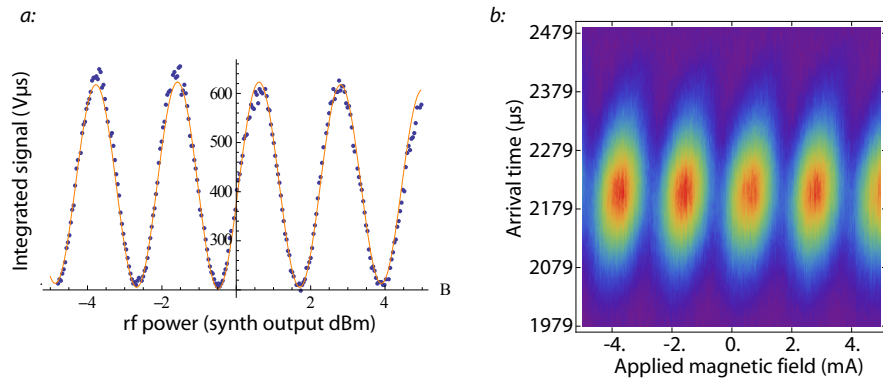 a:
Integrated signal (Vµs)
600
500
400
300
−4
−2
2
4
B
rf power (synth output dBm)
b:
Arrival time (µs)
2479
2379
2279
2179
2079
1979
-4.
-2.
0.
2.
4.
Applied magnetic field (mA)